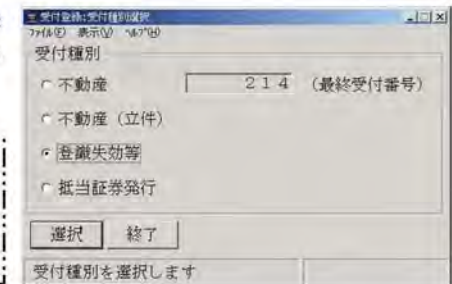 受付登録:受付種別選択
ファイル(F) 表示(V) ヘルプ(H)
受付種別
不動産 214 (最終受付番号)
不動産(立件)
登識失効等
抵当証券発行
選択 終了
受付種別を選択します